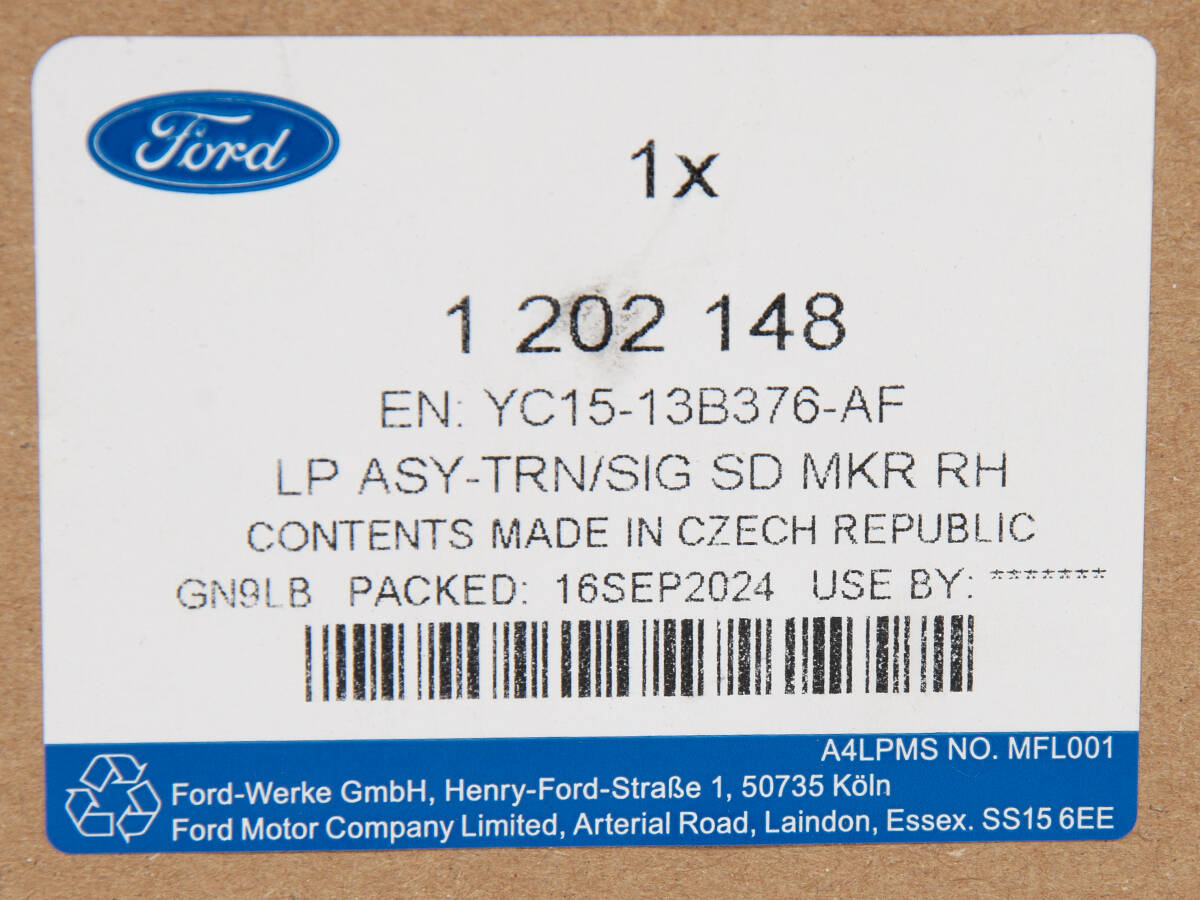 Ford
1x
1 202 148
EN: YC15-13B376-AF
LP ASY-TRN/SIG SD MKR RH
CONTENTS MADE IN CZECH REPUBLIC
GN9LB PACKED: 16SEP2024 USE BY: *******
A4LPMS NO. MFL001
Ford-Werke GmbH, Henry-Ford-Straße 1, 50735 Köln
Ford Motor Company Limited, Arterial Road, Laindon, Essex. SS15 6EE